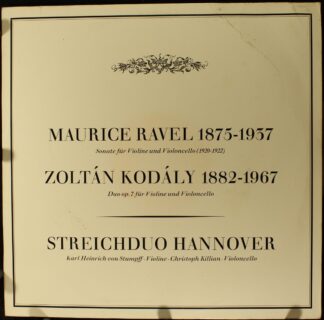 MAURICE RAVEL 1875-1937
Sonate für Violine und Violoncello (1920-1922)
ZOLTÁN KODÁLY 1882-1967
Duo op. 7 für Violine und Violoncello
STREICHDUO HANNOVER
Karl Heinrich von Stumpff · Violine · Christoph Killian · Violoncello